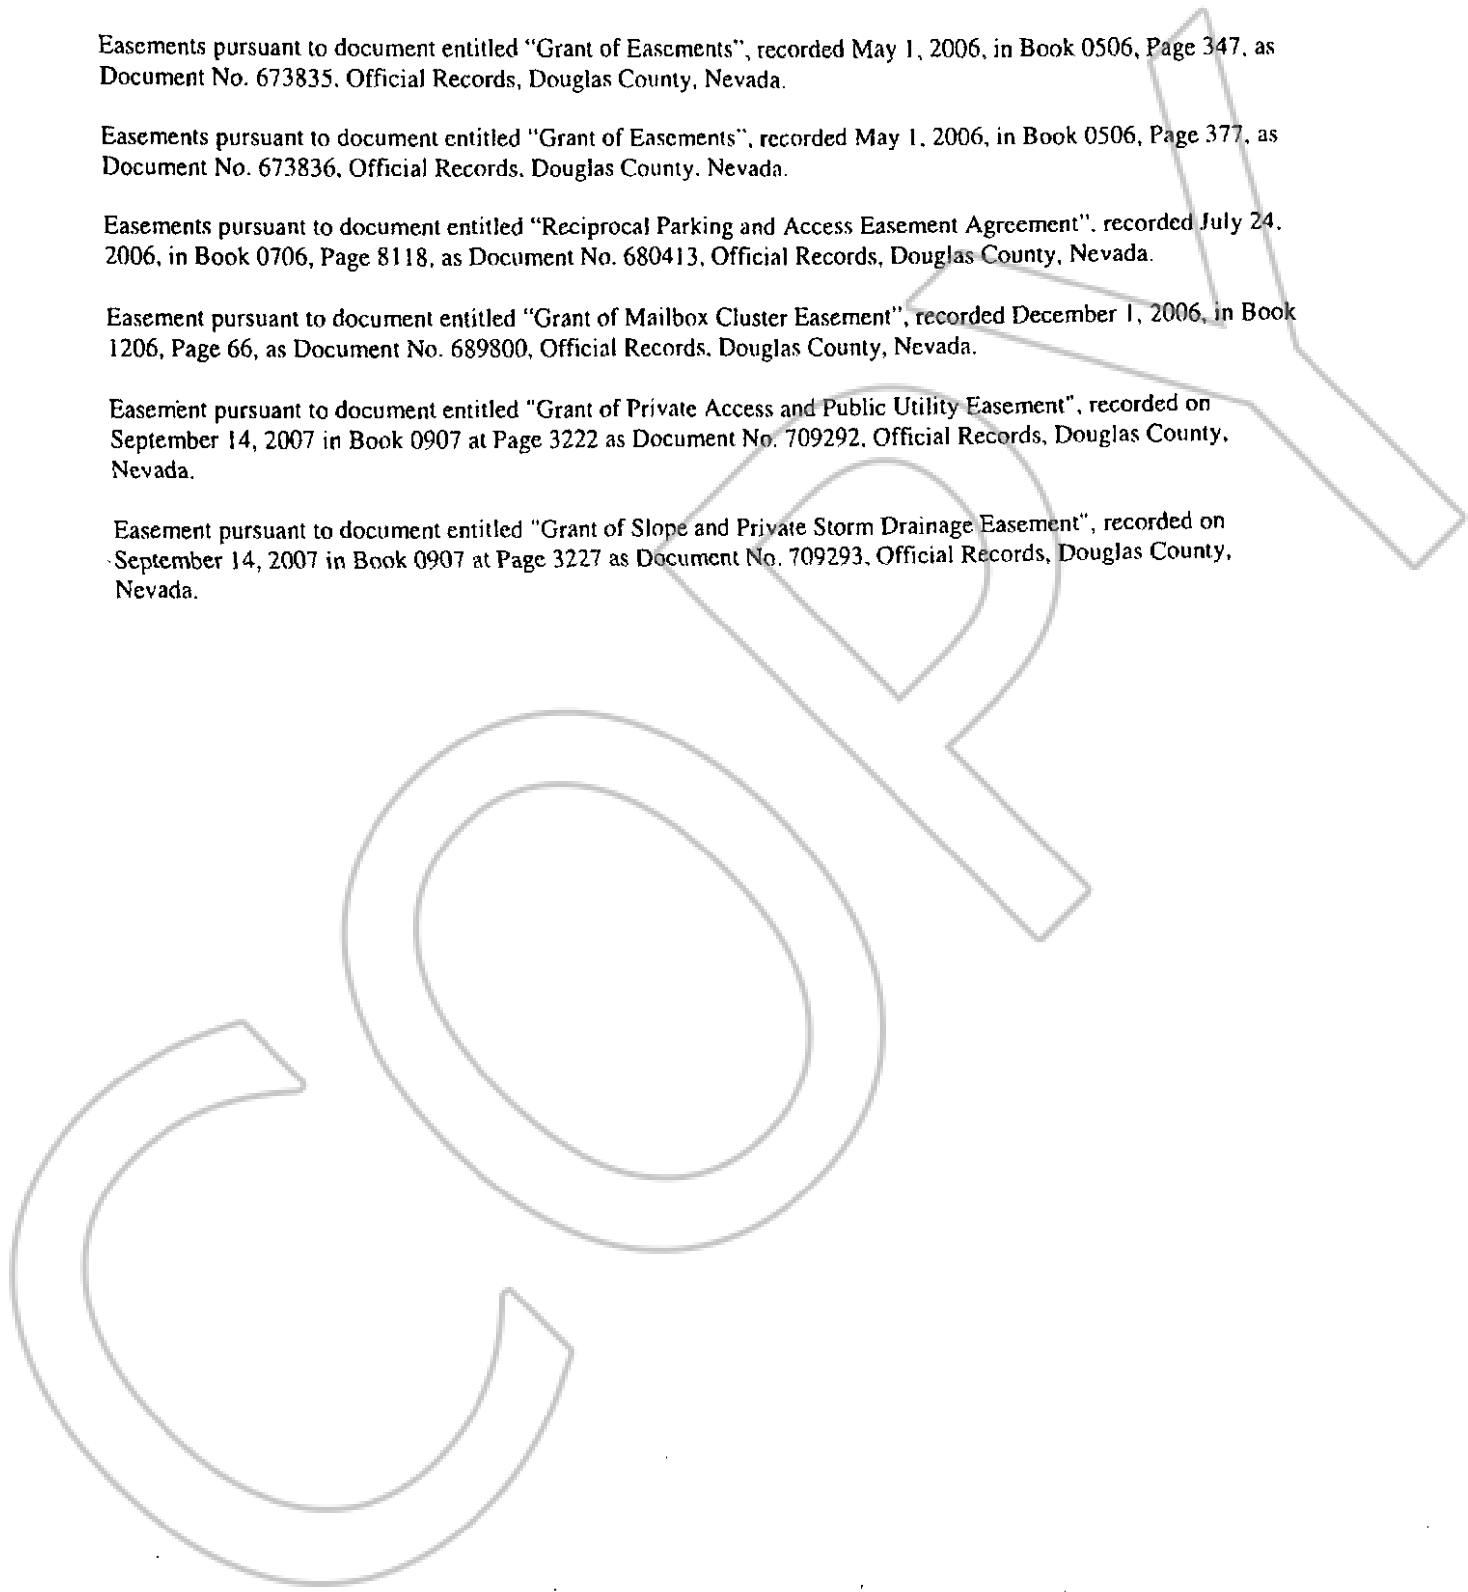 Easements pursuant to document entitled "Grant of Easements", recorded May 1, 2006, in Book 0506, Page 347, as
Document No. 673835, Official Records, Douglas County, Nevada.
Easements pursuant to document entitled "Grant of Easements", recorded May 1, 2006, in Book 0506, Page 377, as
Document No. 673836, Official Records, Douglas County, Nevada.
Easements pursuant to document entitled "Reciprocal Parking and Access Easement Agreement", recorded July 24,
2006, in Book 0706, Page 8118, as Document No. 680413, Official Records, Douglas County, Nevada.
Easement pursuant to document entitled "Grant of Mailbox Cluster Easement", recorded December 1, 2006, in Book
1206, Page 66, as Document No. 689800, Official Records, Douglas County, Nevada.
Easement pursuant to document entitled "Grant of Private Access and Public Utility Easement", recorded on
September 14, 2007 in Book 0907 at Page 3222 as Document No. 709292, Official Records, Douglas County,
Nevada.
Easement pursuant to document entitled "Grant of Slope and Private Storm Drainage Easement", recorded on
September 14, 2007 in Book 0907 at Page 3227 as Document No. 709293, Official Records, Douglas County,
Nevada.
COPY